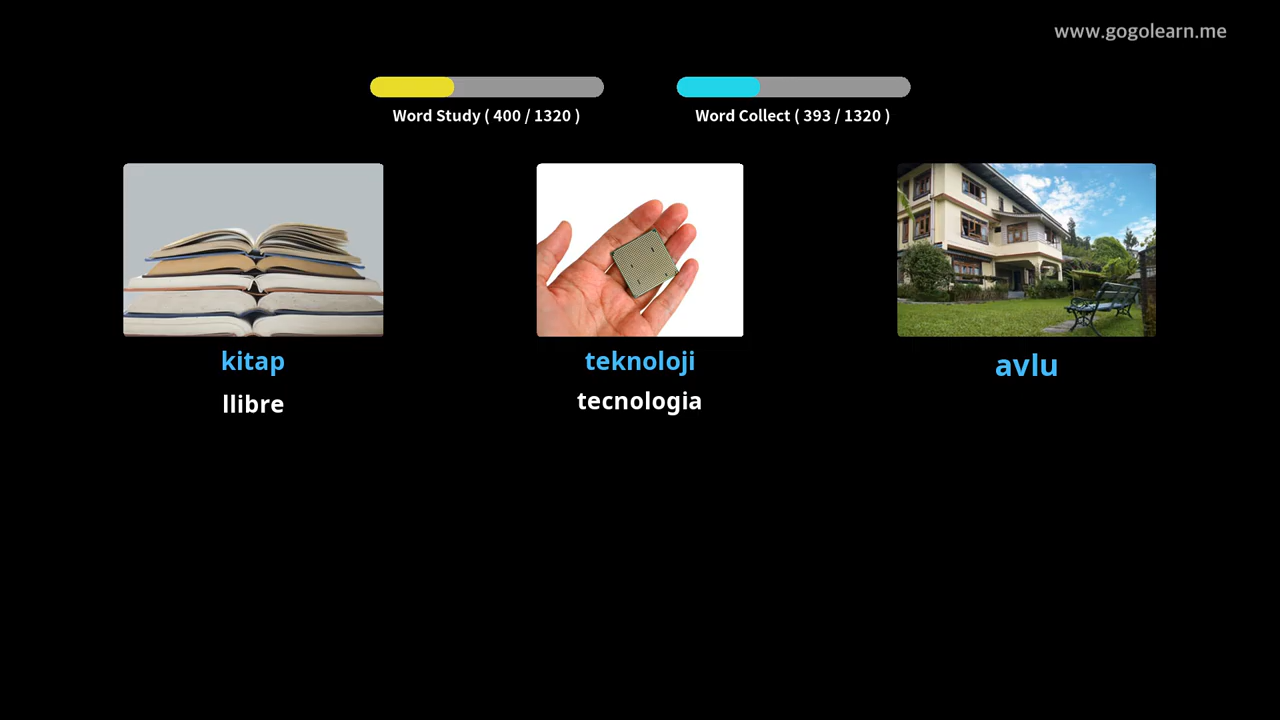 www.gogolearn.me
Word Study ( 400 / 1320 )
Word Collect ( 393 / 1320 )
kitap
teknoloji
avlu
llibre
tecnologia